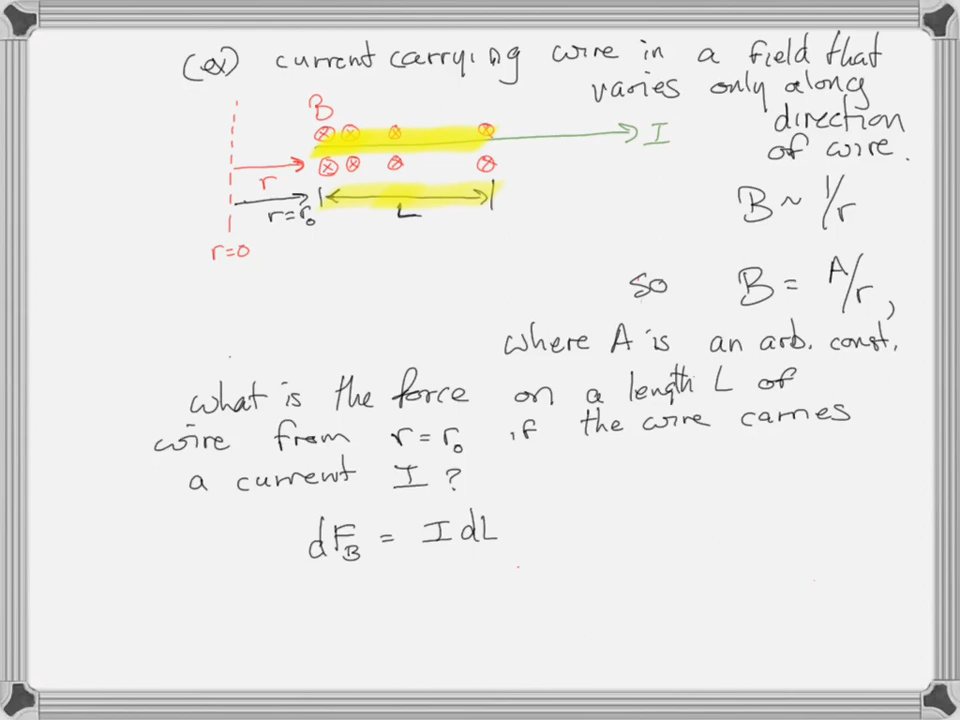 (ex) current carrying wire in a field that
varies only along
direction
of wire.
B
⊗ ⊗ ⊗ ⊗
I
⊗ ⊗ ⊗ ⊗
r
r=r₀
L
r=0
B ~ 1/r
so B = A/r,
where A is an arb. const.
what is the force on a length L of
wire from r = r₀ if the wire carries
a current I ?
dF_B = I dL